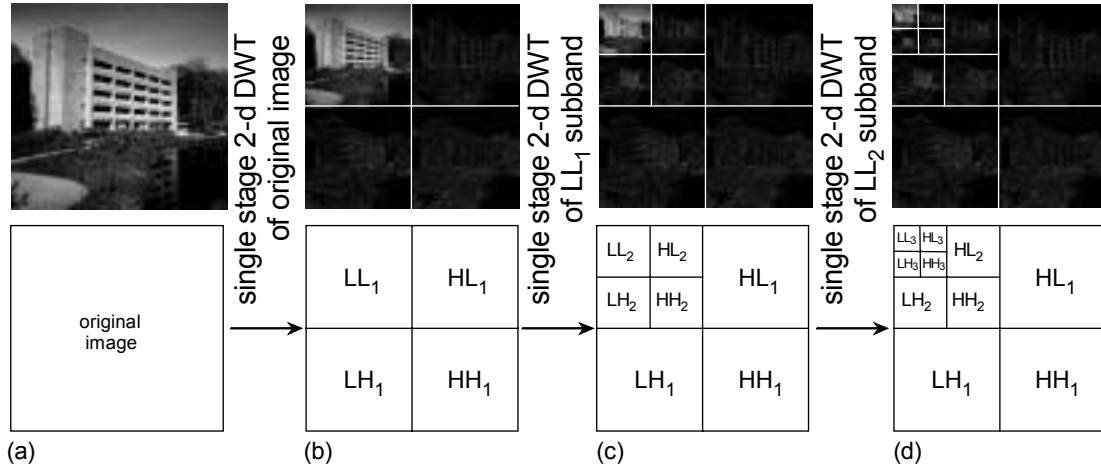 single stage 2-d DWT
of original image
single stage 2-d DWT
of LL1 subband
single stage 2-d DWT
of LL2 subband
original
image
LL1 HL1
LH1 HH1
LL2 HL2
LH2 HH2
HL1
LH1 HH1
LL3 HL3
LH3 HH3
HL2
LH2 HH2
HL1
LH1 HH1
(a) (b) (c) (d)